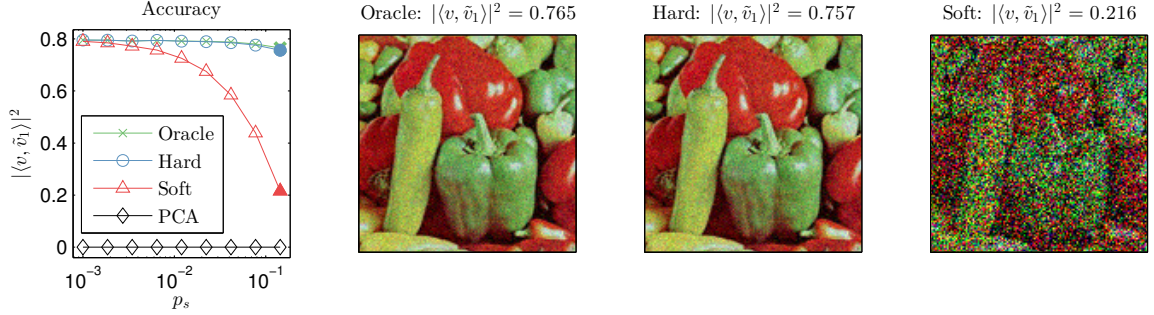 Accuracy
|⟨v, ṽ₁⟩|²
0.8
0.6
0.4
0.2
0
Oracle
Hard
Soft
PCA
10⁻³ 10⁻² 10⁻¹
pₛ
Oracle: |⟨v, ṽ₁⟩|² = 0.765
Hard: |⟨v, ṽ₁⟩|² = 0.757
Soft: |⟨v, ṽ₁⟩|² = 0.216